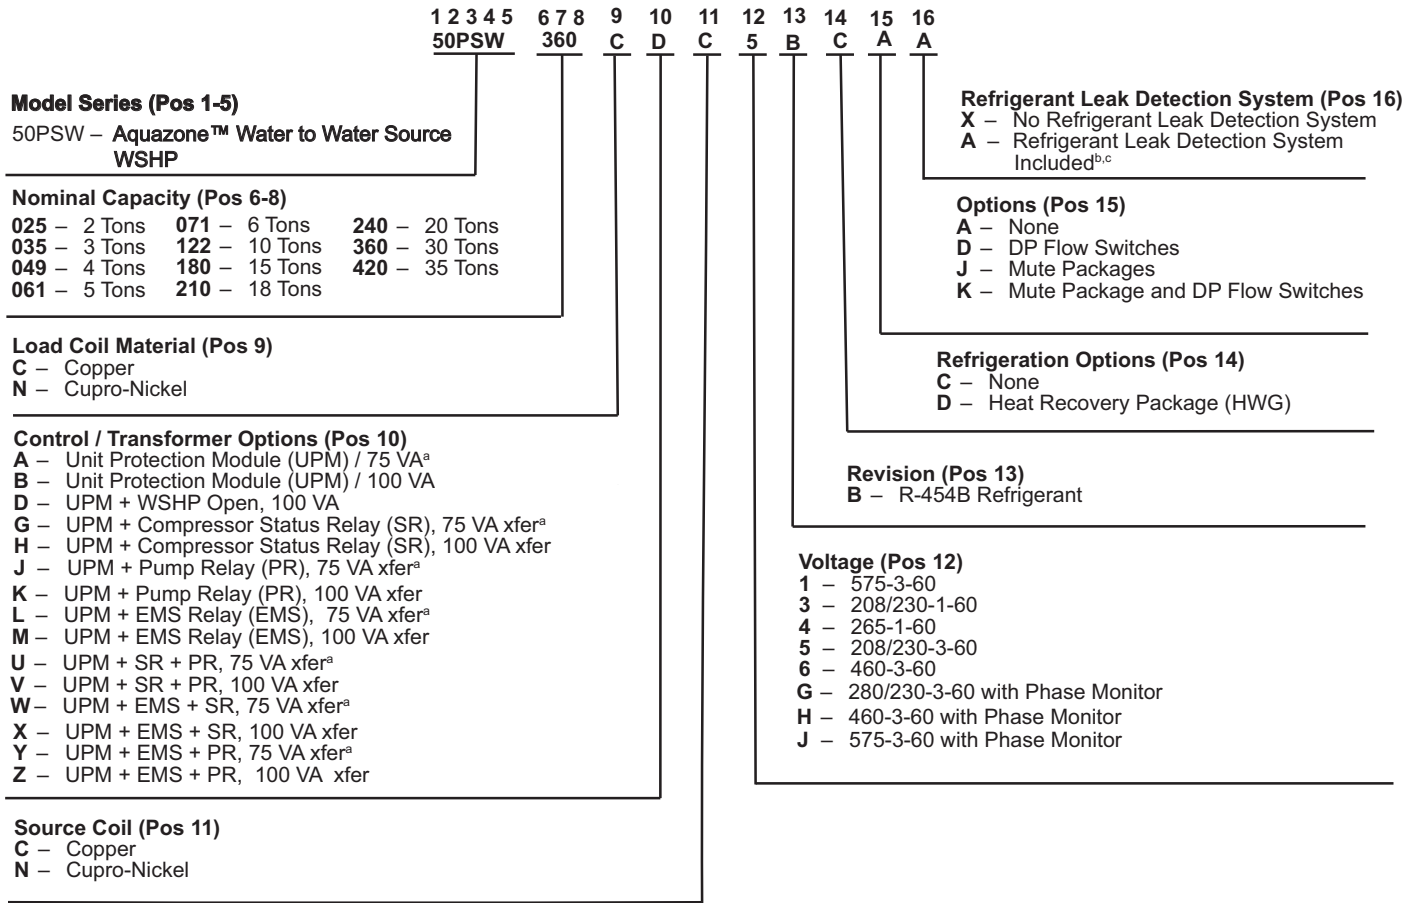 1 2 3 4 5 6 7 8 9 10 11 12 13 14 15 16
50PSW 360 C D C 5 B C A A
Model Series (Pos 1-5)
50PSW – Aquazone™ Water to Water Source
WSHP
Nominal Capacity (Pos 6-8)
025 – 2 Tons 071 – 6 Tons 240 – 20 Tons
035 – 3 Tons 122 – 10 Tons 360 – 30 Tons
049 – 4 Tons 180 – 15 Tons 420 – 35 Tons
061 – 5 Tons 210 – 18 Tons
Load Coil Material (Pos 9)
C – Copper
N – Cupro-Nickel
Control / Transformer Options (Pos 10)
A – Unit Protection Module (UPM) / 75 VAᵃ
B – Unit Protection Module (UPM) / 100 VA
D – UPM + WSHP Open, 100 VA
G – UPM + Compressor Status Relay (SR), 75 VA xferᵃ
H – UPM + Compressor Status Relay (SR), 100 VA xfer
J – UPM + Pump Relay (PR), 75 VA xferᵃ
K – UPM + Pump Relay (PR), 100 VA xfer
L – UPM + EMS Relay (EMS), 75 VA xferᵃ
M – UPM + EMS Relay (EMS), 100 VA xfer
U – UPM + SR + PR, 75 VA xferᵃ
V – UPM + SR + PR, 100 VA xfer
W – UPM + EMS + SR, 75 VA xferᵃ
X – UPM + EMS + SR, 100 VA xfer
Y – UPM + EMS + PR, 75 VA xferᵃ
Z – UPM + EMS + PR, 100 VA xfer
Source Coil (Pos 11)
C – Copper
N – Cupro-Nickel
Refrigerant Leak Detection System (Pos 16)
X – No Refrigerant Leak Detection System
A – Refrigerant Leak Detection System
Includedᵇ,ᶜ
Options (Pos 15)
A – None
D – DP Flow Switches
J – Mute Packages
K – Mute Package and DP Flow Switches
Refrigeration Options (Pos 14)
C – None
D – Heat Recovery Package (HWG)
Revision (Pos 13)
B – R-454B Refrigerant
Voltage (Pos 12)
1 – 575-3-60
3 – 208/230-1-60
4 – 265-1-60
5 – 208/230-3-60
6 – 460-3-60
G – 280/230-3-60 with Phase Monitor
H – 460-3-60 with Phase Monitor
J – 575-3-60 with Phase Monitor